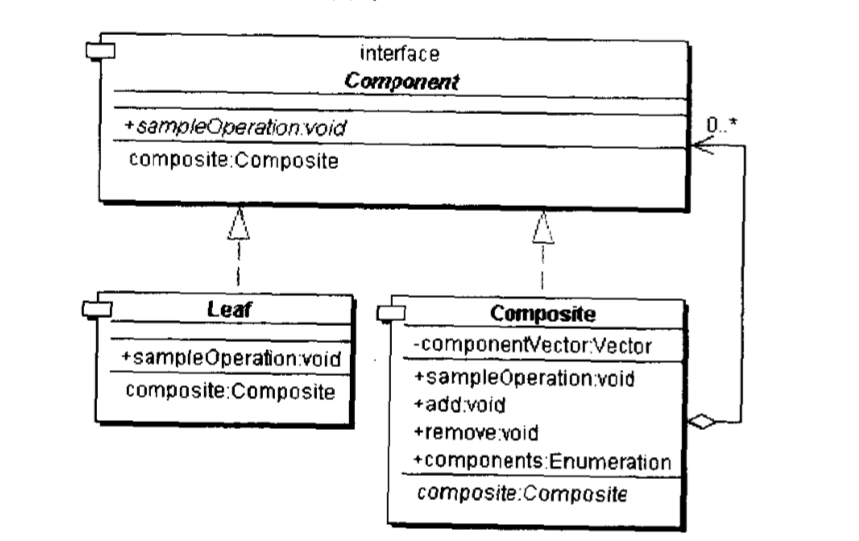 interface
Component
+sampleOperation:void
composite:Composite
0..*
Leaf
+sampleOperation:void
composite:Composite
Composite
-componentVector:Vector
+sampleOperation:void
+add:void
+remove:void
+components:Enumeration
composite:Composite